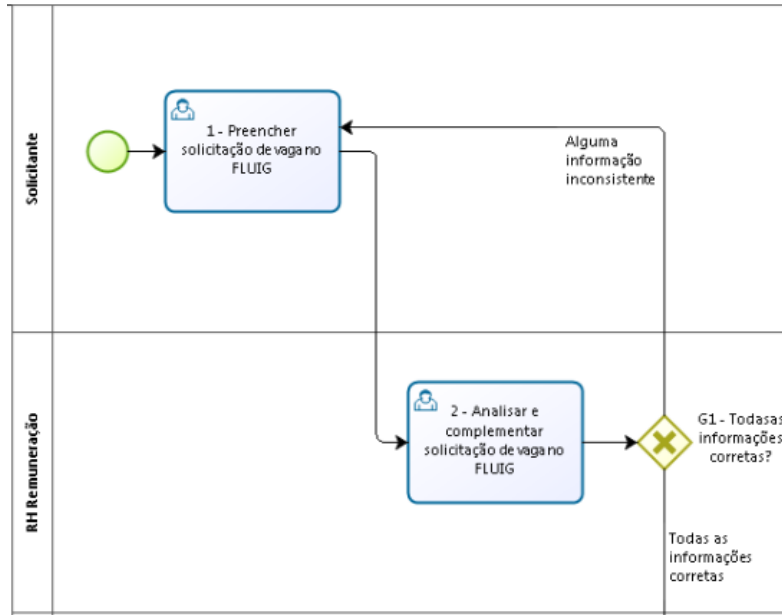 Solicitante
1 - Preencher
solicitação de vaga no
FLUIG
Alguma
informação
inconsistente
RH Remuneração
2 - Analisar e
complementar
solicitação de vaga no
FLUIG
G1 - Todas as
informações
corretas?
Todas as
informações
corretas